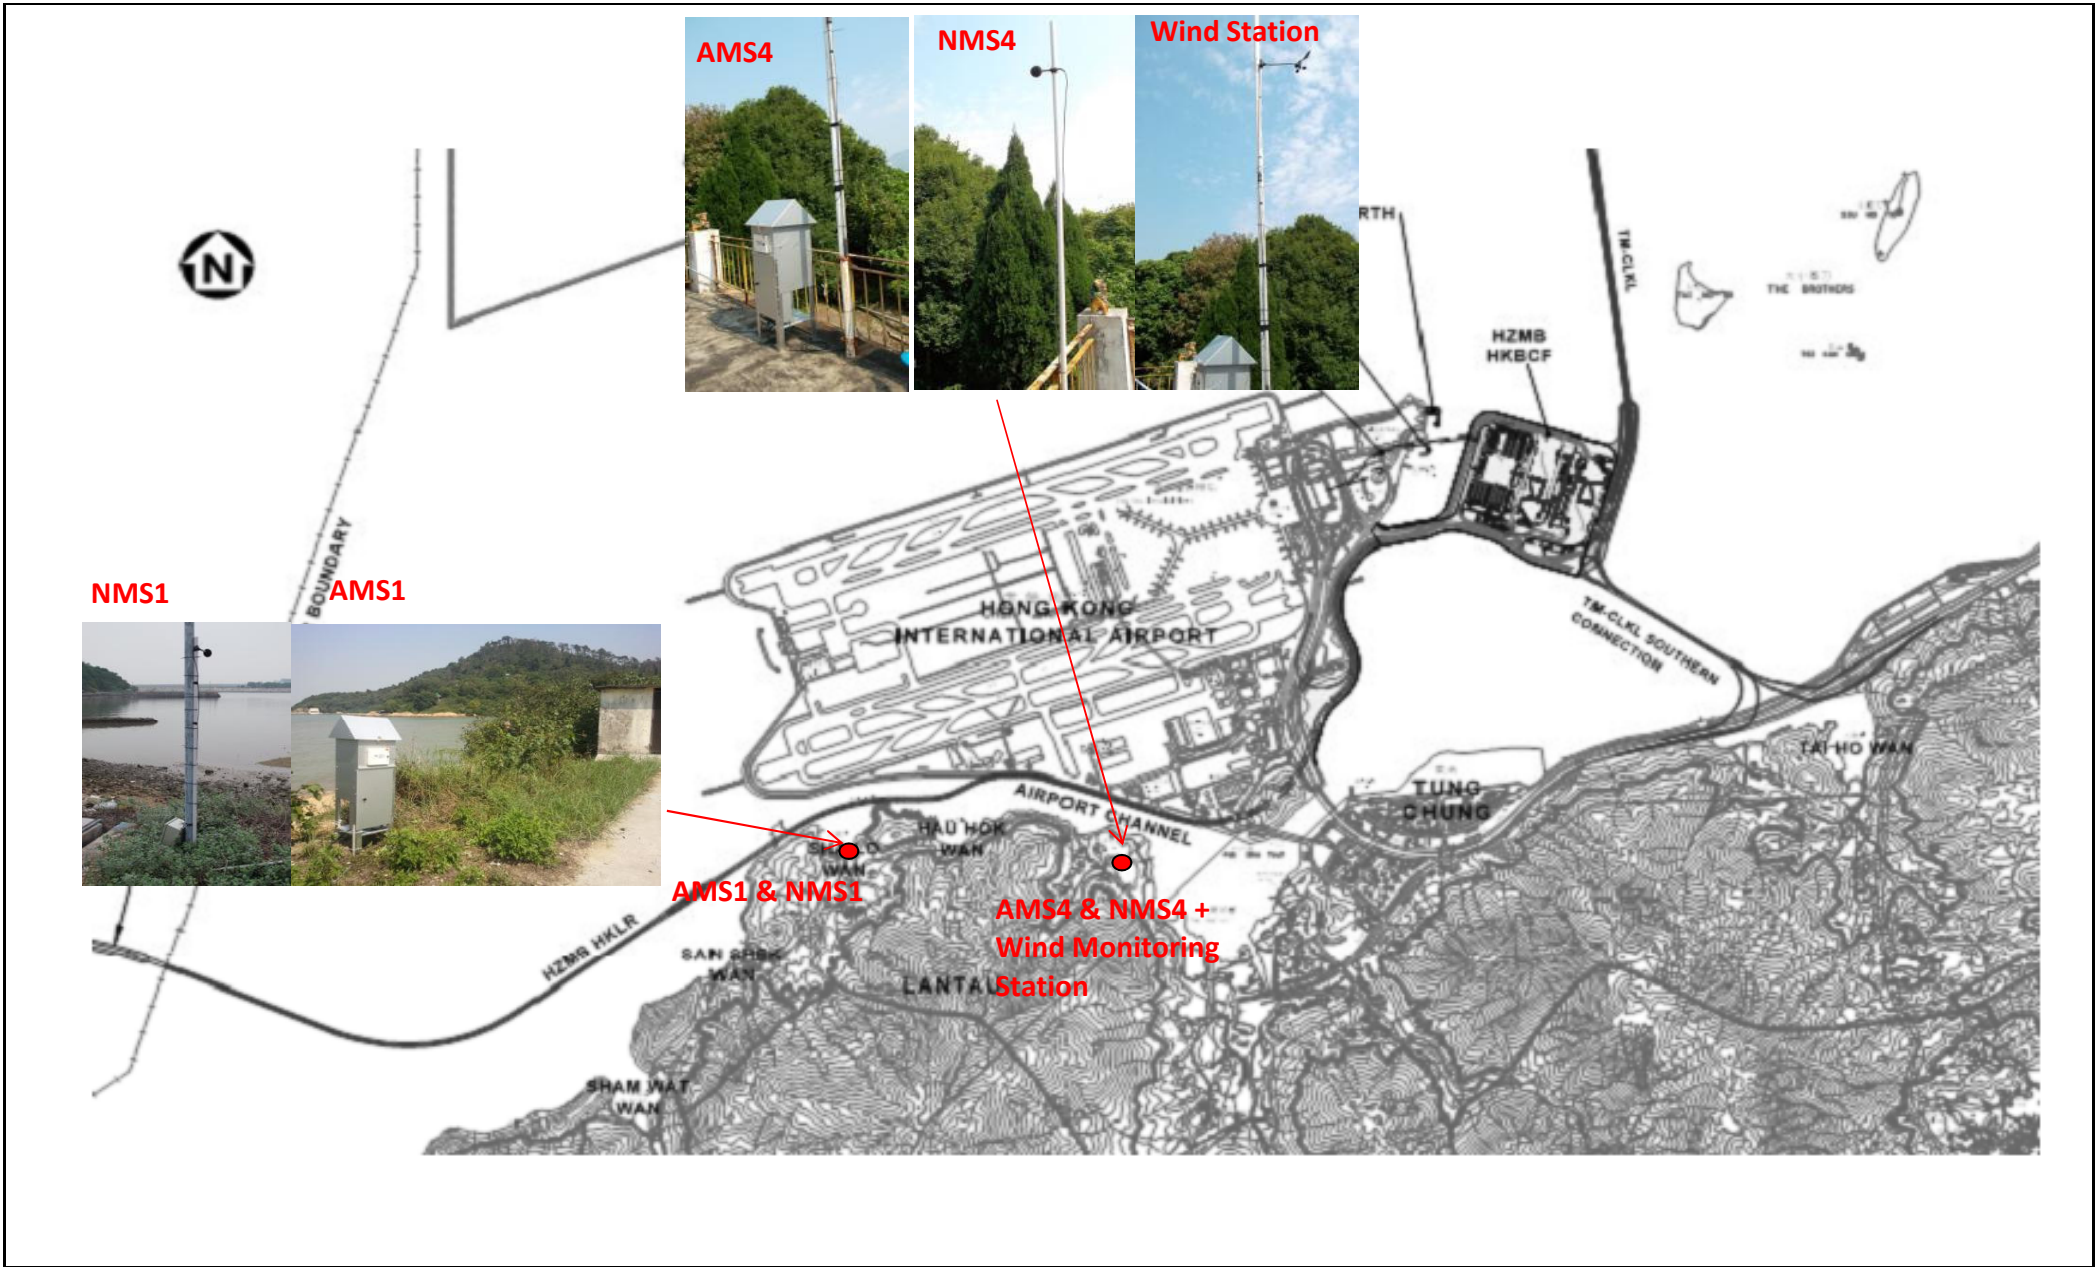 AMS4
NMS4
Wind Station
N
RTH
TM-CLKL
THE BROTHERS
HZMB
HKBCF
BOUNDARY
NMS1
AMS1
HONG KONG
INTERNATIONAL AIRPORT
TM-CLKL SOUTHERN
CONNECTION
TAI HO WAN
TUNG
CHUNG
AIRPORT CHANNEL
HAU HOK
WAN
WAN
AMS1 & NMS1
AMS4 & NMS4 +
Wind Monitoring
Station
HZMB HKLR
SAN SHEK
WAN
LANTAU
SHAM WAT
WAN